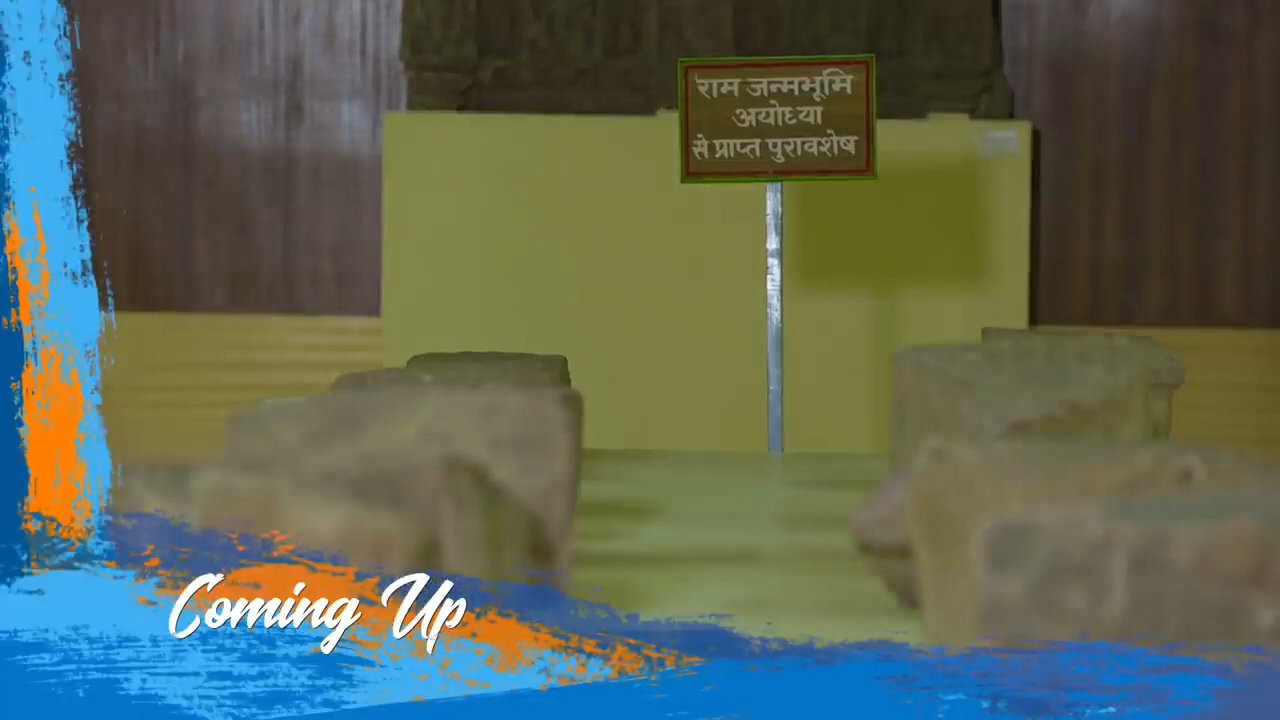 राम जन्मभूमि
अयोध्या
से प्राप्त पुरावशेष
Coming Up